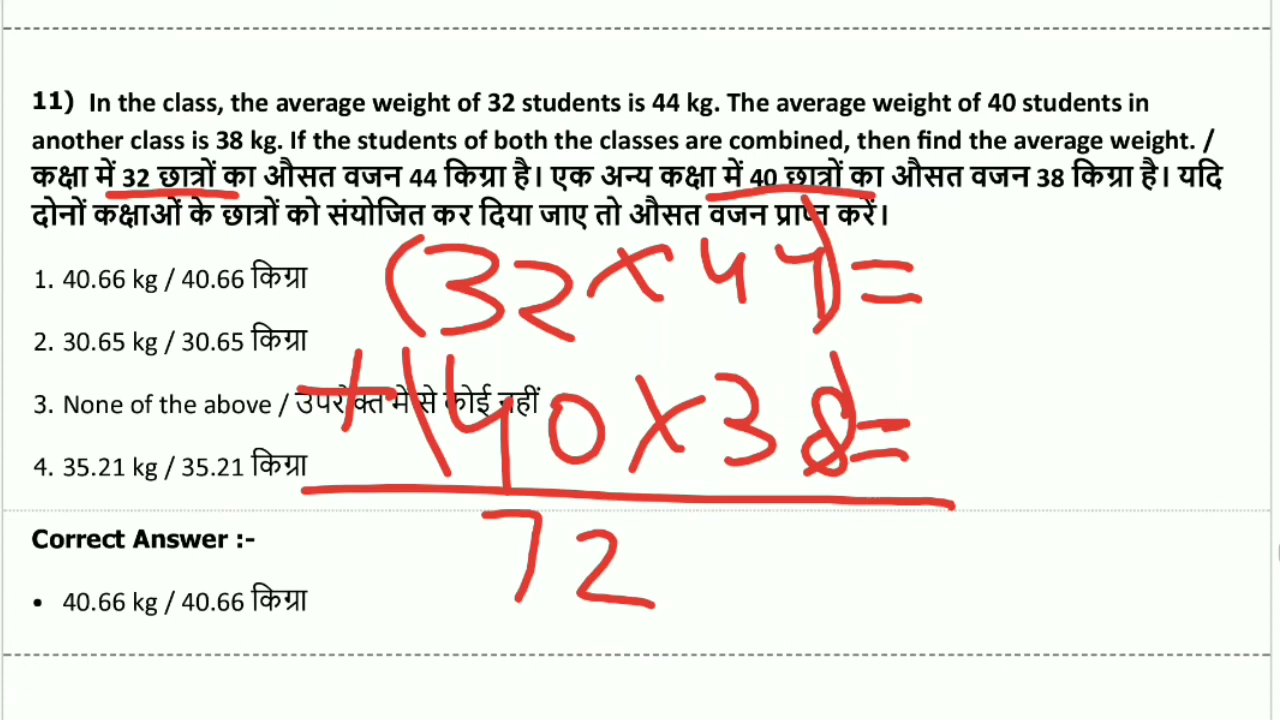 11) In the class, the average weight of 32 students is 44 kg. The average weight of 40 students in
another class is 38 kg. If the students of both the classes are combined, then find the average weight. /
कक्षा में 32 छात्रों का औसत वजन 44 किग्रा है। एक अन्य कक्षा में 40 छात्रों का औसत वजन 38 किग्रा है। यदि
दोनों कक्षाओं के छात्रों को संयोजित कर दिया जाए तो औसत वजन प्राप्त करें।
1. 40.66 kg / 40.66 किग्रा
(32×44)=
2. 30.65 kg / 30.65 किग्रा
3. None of the above / उपरोक्त में से कोई नहीं
+(40×38)=
4. 35.21 kg / 35.21 किग्रा
72
Correct Answer :-
• 40.66 kg / 40.66 किग्रा